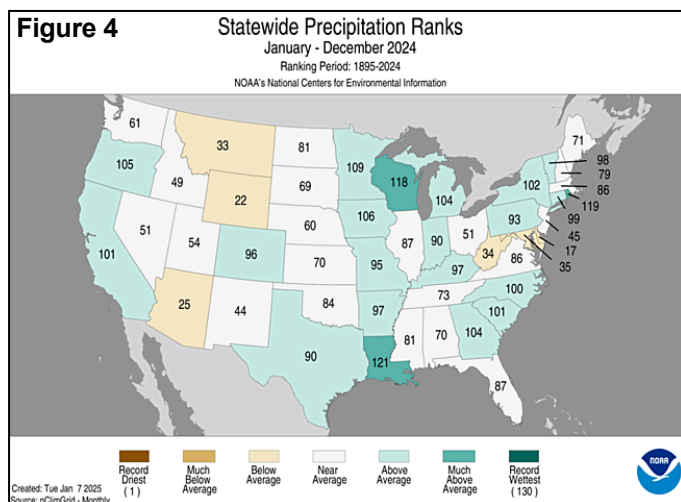 Figure 4
Statewide Precipitation Ranks
January - December 2024
Ranking Period: 1895-2024
NOAA's National Centers for Environmental Information
61
33
81
109
118
71
98
105
49
69
104
102
79
22
86
119
106
93
99
51
54
60
87
90
51
45
101
96
34
17
86
35
70
95
97
25
44
84
97
73
100
101
90
81
70
104
121
87
Record
Driest
(1)
Much
Below
Average
Below
Average
Near
Average
Above
Average
Much
Above
Average
Record
Wettest
(130)
NOAA
Created: Tue Jan 7 2025
Source: nClimGrid - Monthly